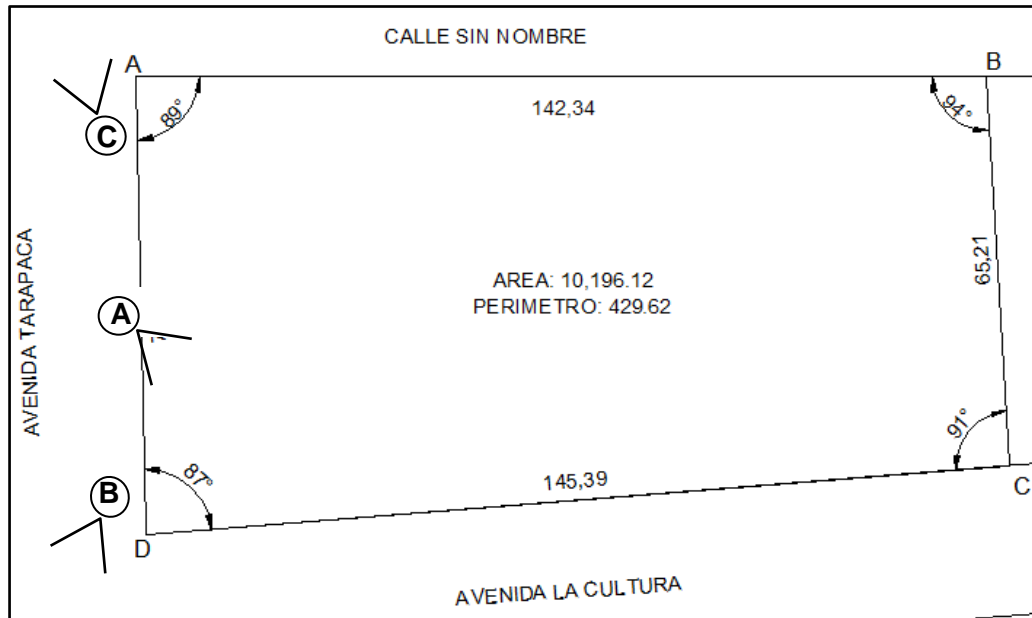 CALLE SIN NOMBRE
A
B
C
89°
142,34
94°
AVENIDA TARAPACA
65,21
AREA: 10,196.12
PERIMETRO: 429.62
A
B
87°
145,39
91°
C
D
AVENIDA LA CULTURA